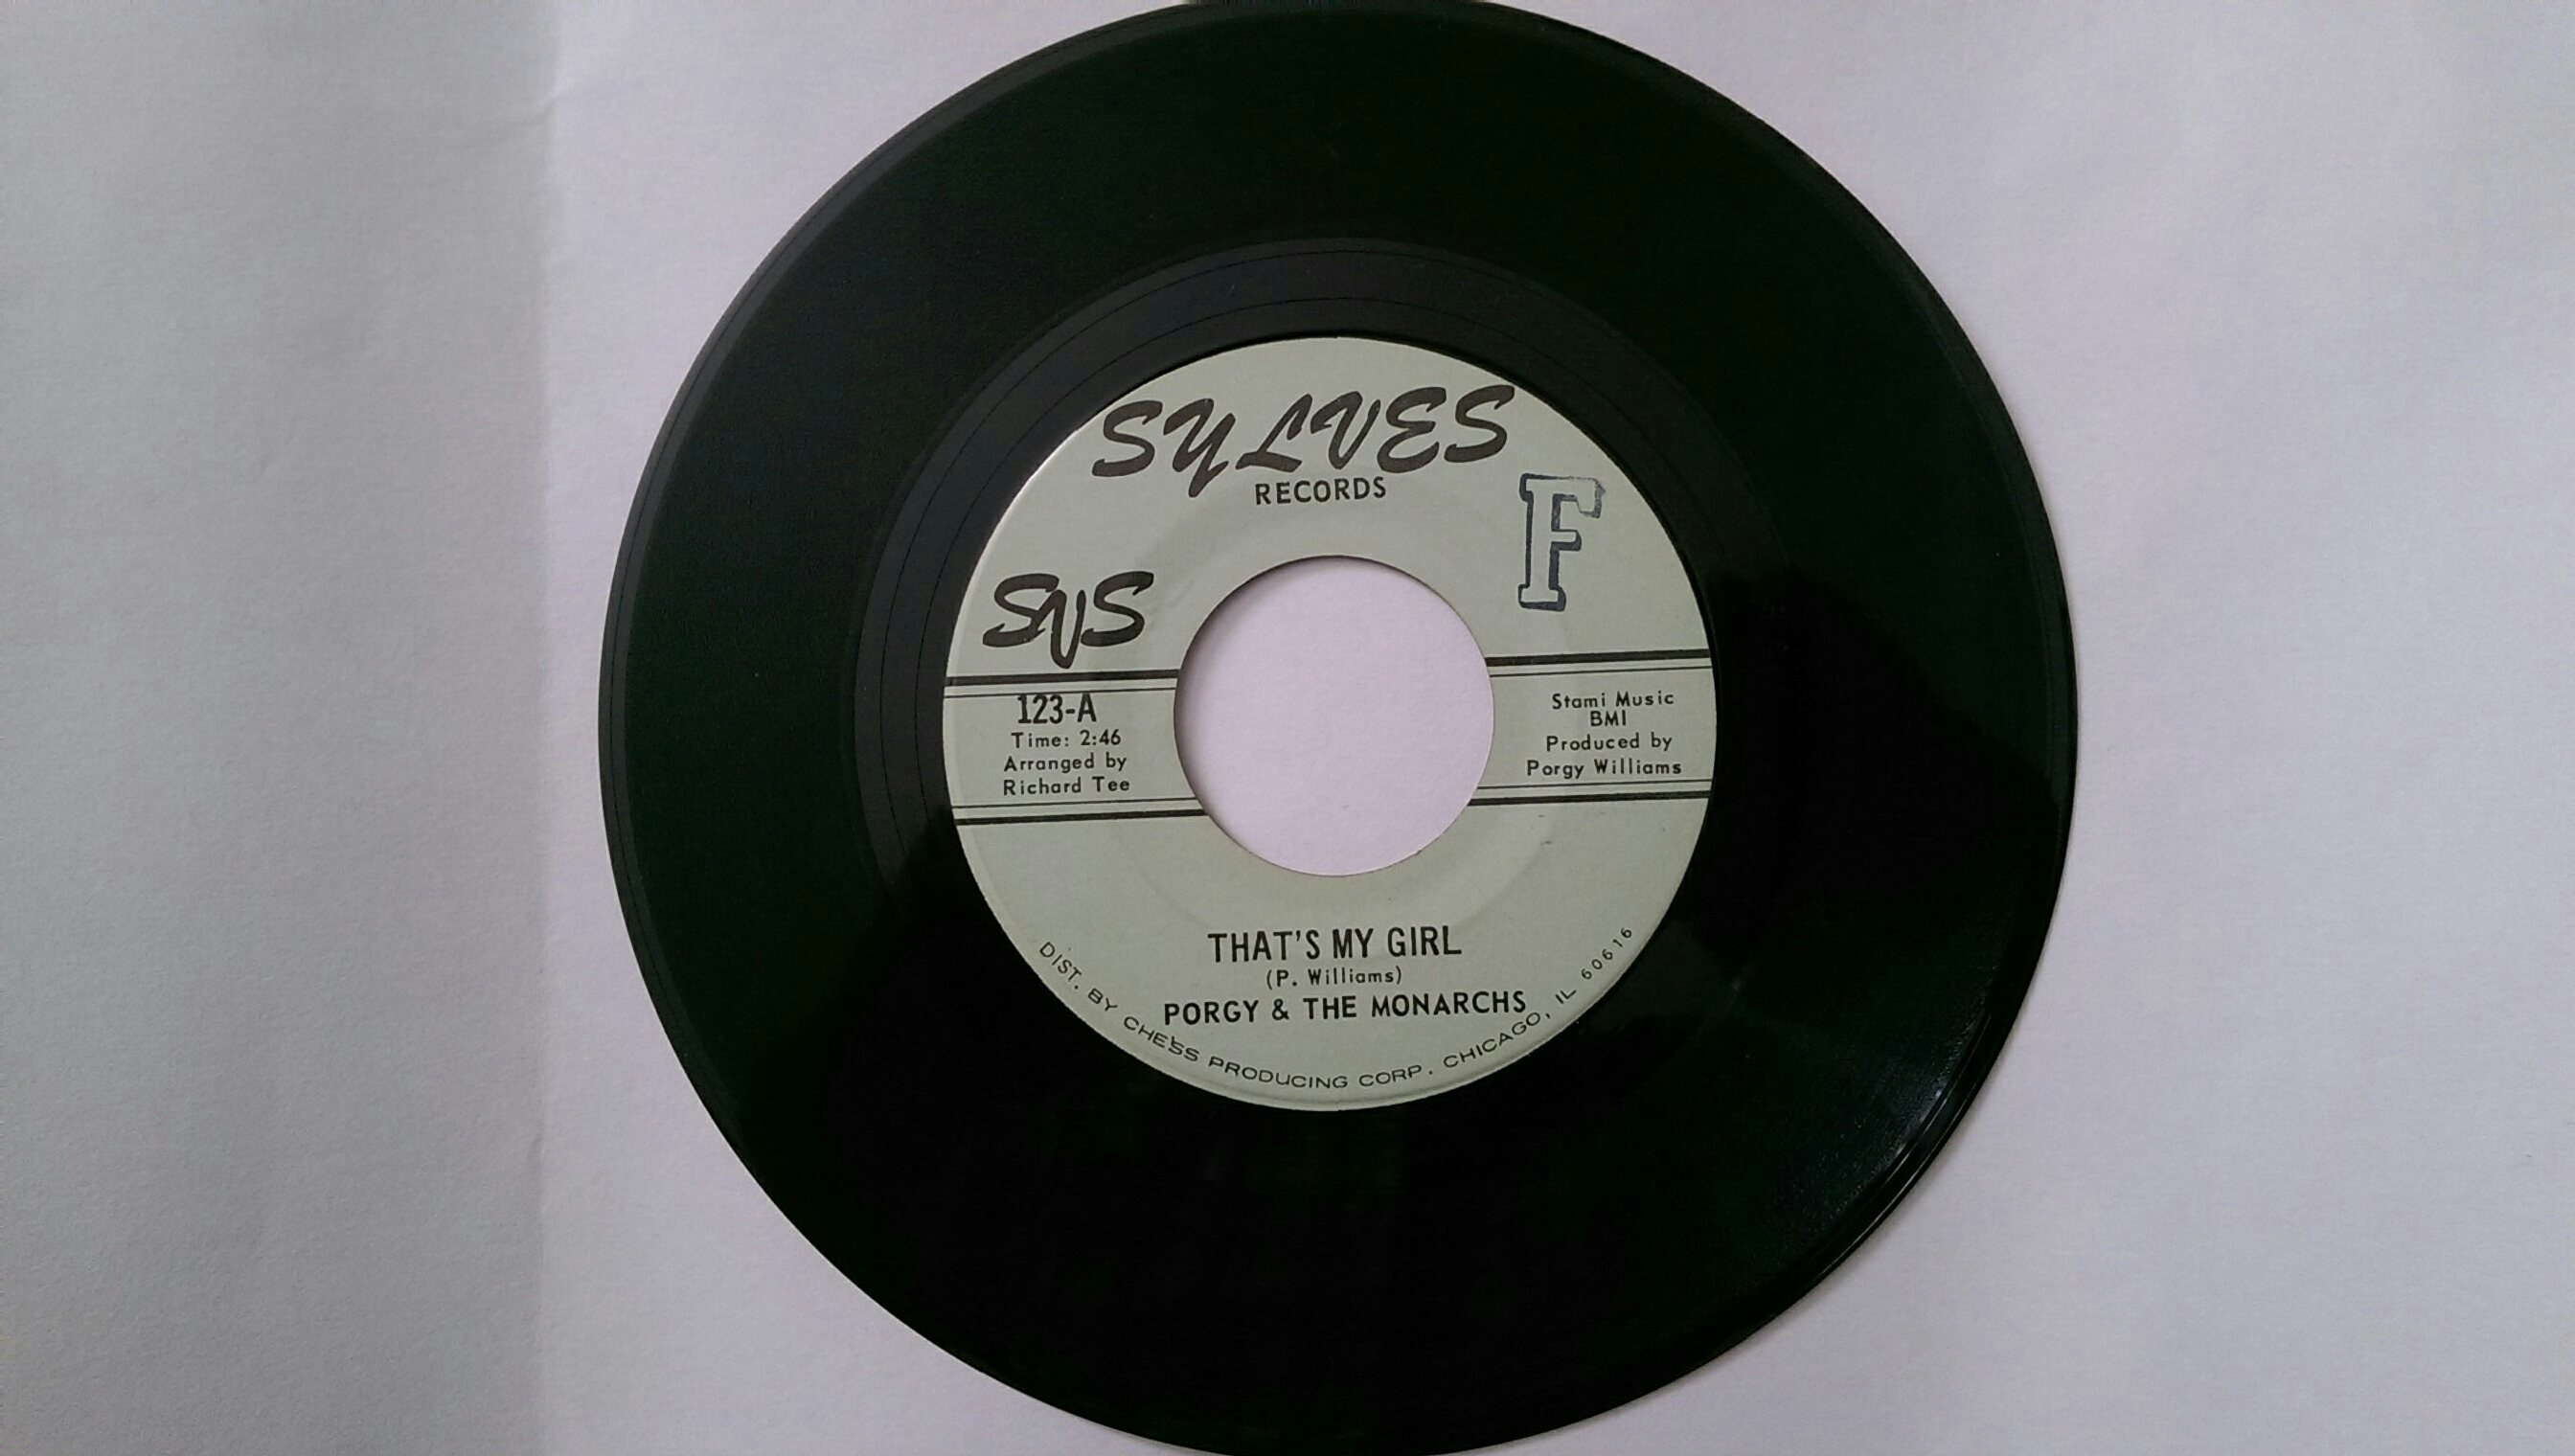 SYLVES
RECORDS
F
SVS
123-A
Time: 2:46
Arranged by
Richard Tee
Stami Music
BMI
Produced by
Porgy Williams
THAT'S MY GIRL
(P. Williams)
PORGY & THE MONARCHS
DIST. BY CHESS PRODUCING CORP. CHICAGO, IL 60616